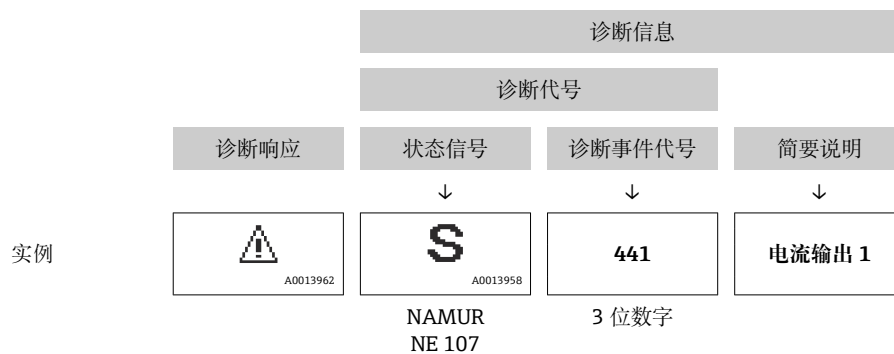 诊断信息
诊断代号
诊断响应 状态信号 诊断事件代号 简要说明
↓ ↓ ↓
实例 S 441 电流输出 1
A0013962 A0013958
NAMUR 3 位数字
NE 107